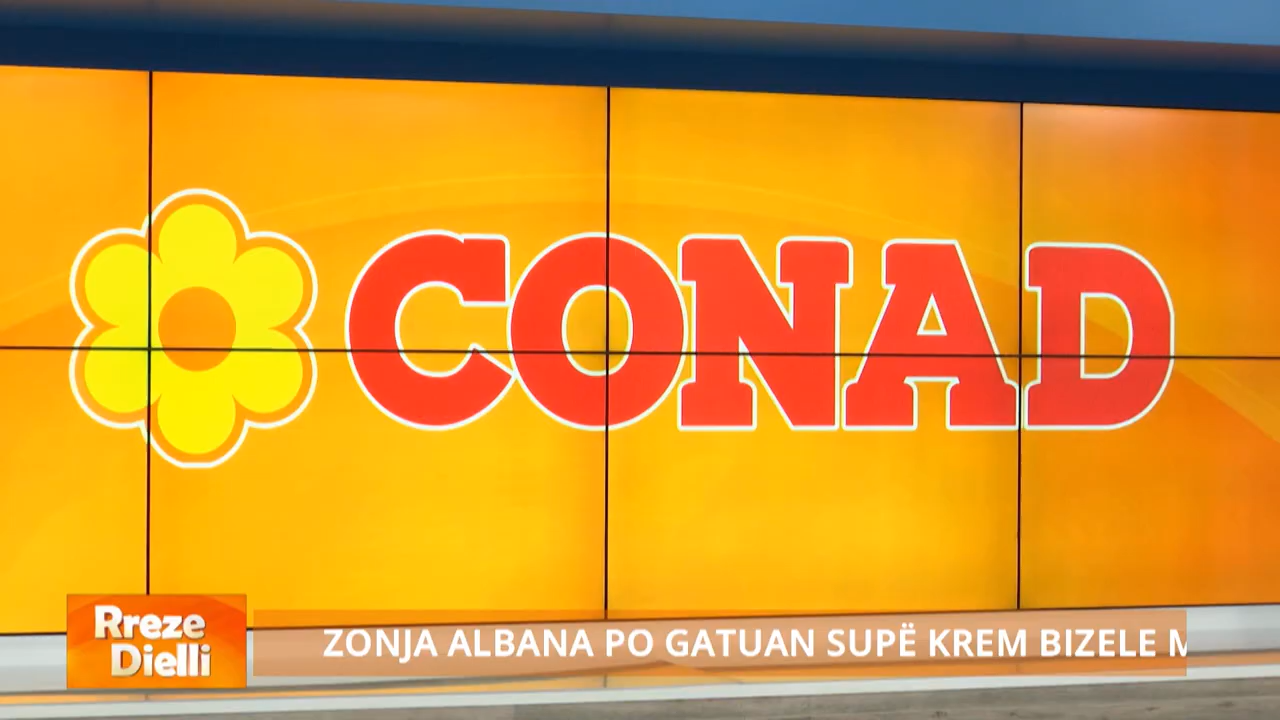 CONAD
Rreze
Dielli
ZONJA ALBANA PO GATUAN SUPË KREM BIZELE